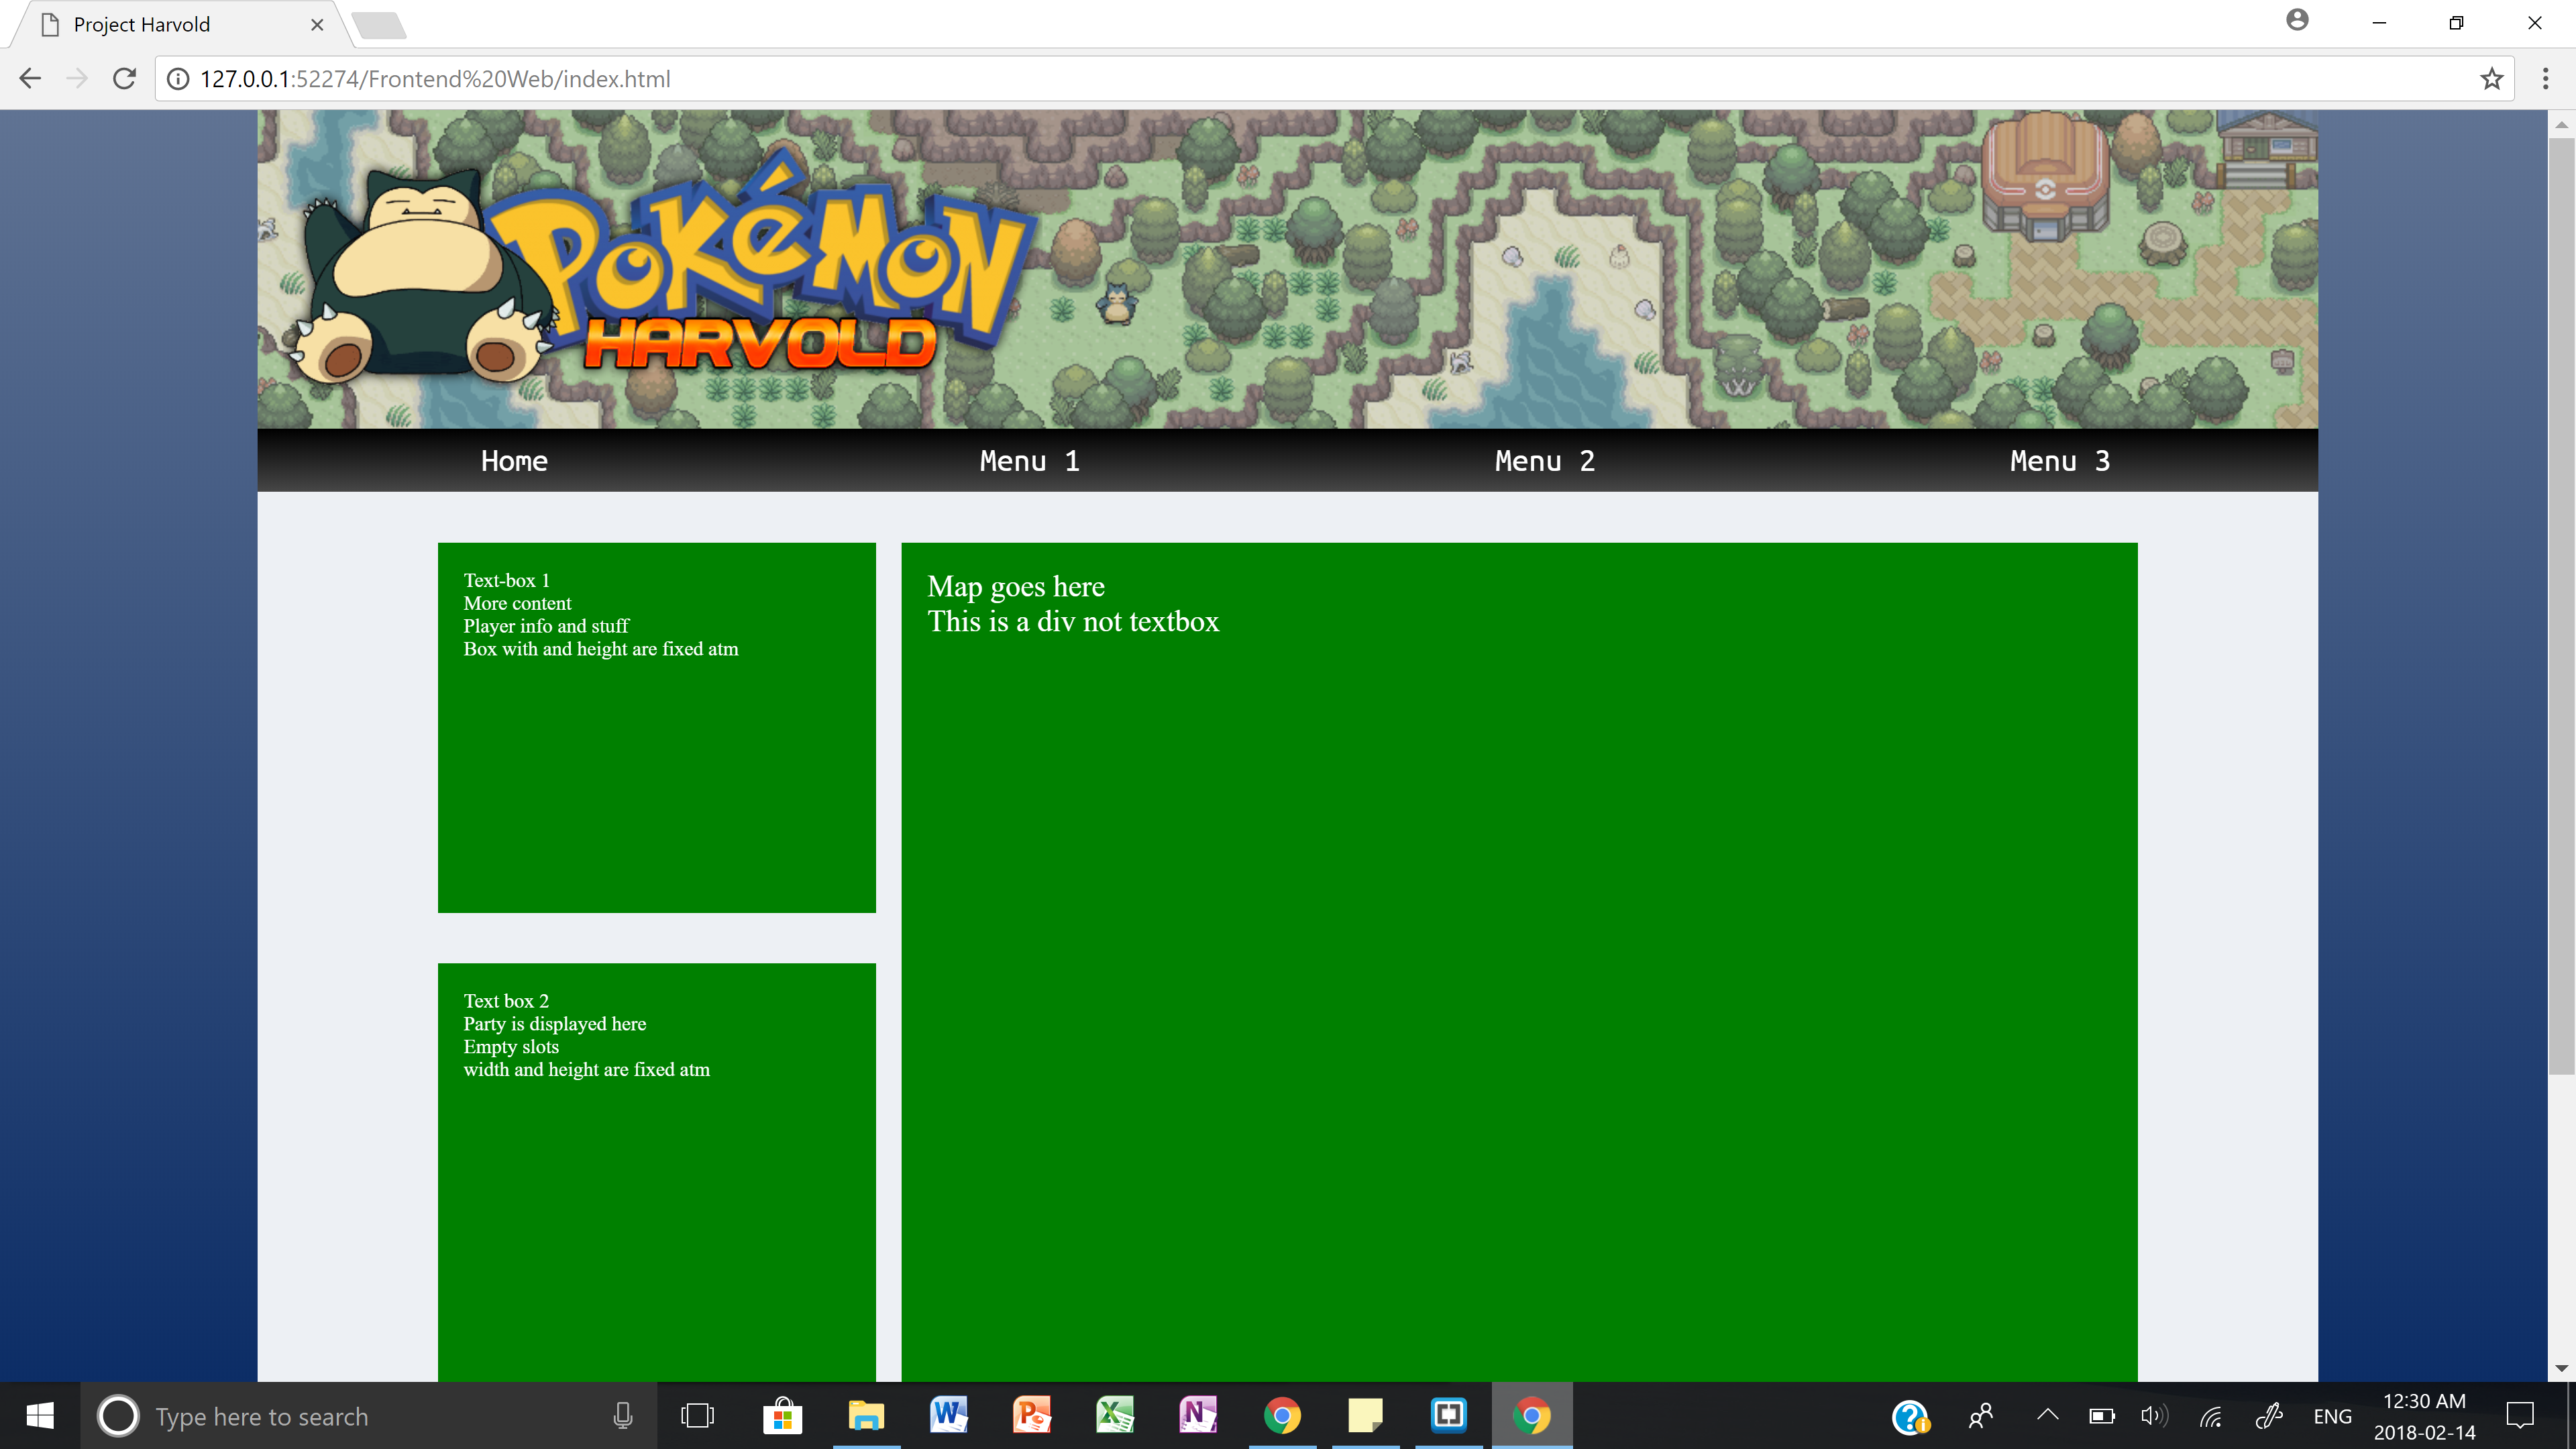 Project Harvold
127.0.0.1:52274/Frontend%20Web/index.html
POKéMON
HARVOLD
Home Menu 1 Menu 2 Menu 3
Text-box 1
More content
Player info and stuff
Box with and height are fixed atm
Map goes here
This is a div not textbox
Text box 2
Party is displayed here
Empty slots
width and height are fixed atm
Type here to search
ENG
12:30 AM
2018-02-14